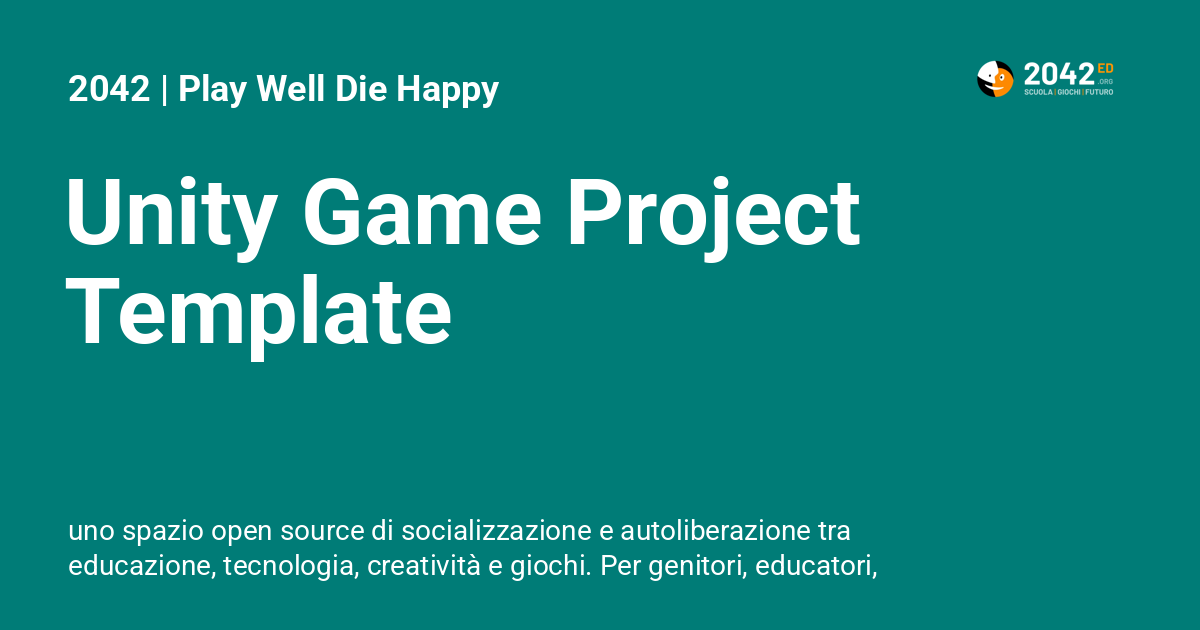 2042 | Play Well Die Happy
2042 ED
.ORG
SCUOLA | GIOCHI | FUTURO
Unity Game Project
Template
uno spazio open source di socializzazione e autoliberazione tra
educazione, tecnologia, creatività e giochi. Per genitori, educatori,